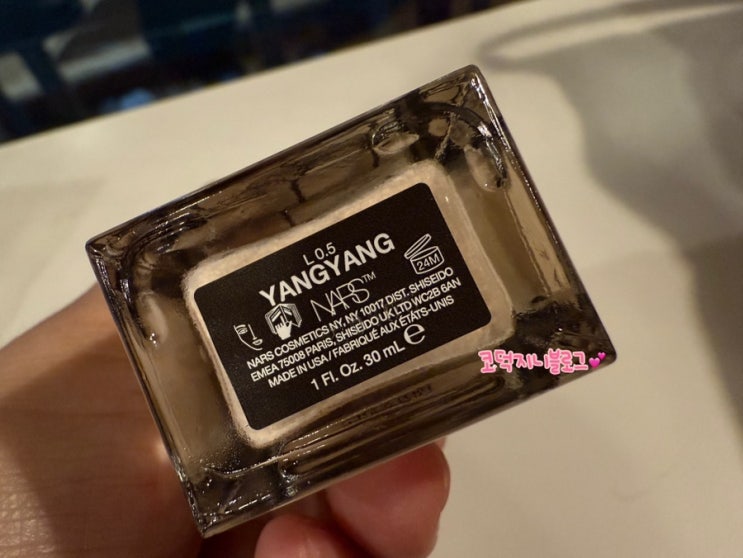 L 0.5
YANGYANG
NARS™
24M
NARS COSMETICS NY, NY 10017 DIST. SHISEIDO
EMEA 75008 PARIS, SHISEIDO UK LTD WC2B 6AN
MADE IN USA / FABRIQUÉ AUX ÉTATS-UNIS
1 Fl. Oz. 30 mL ℮
코덕지니블로그💕